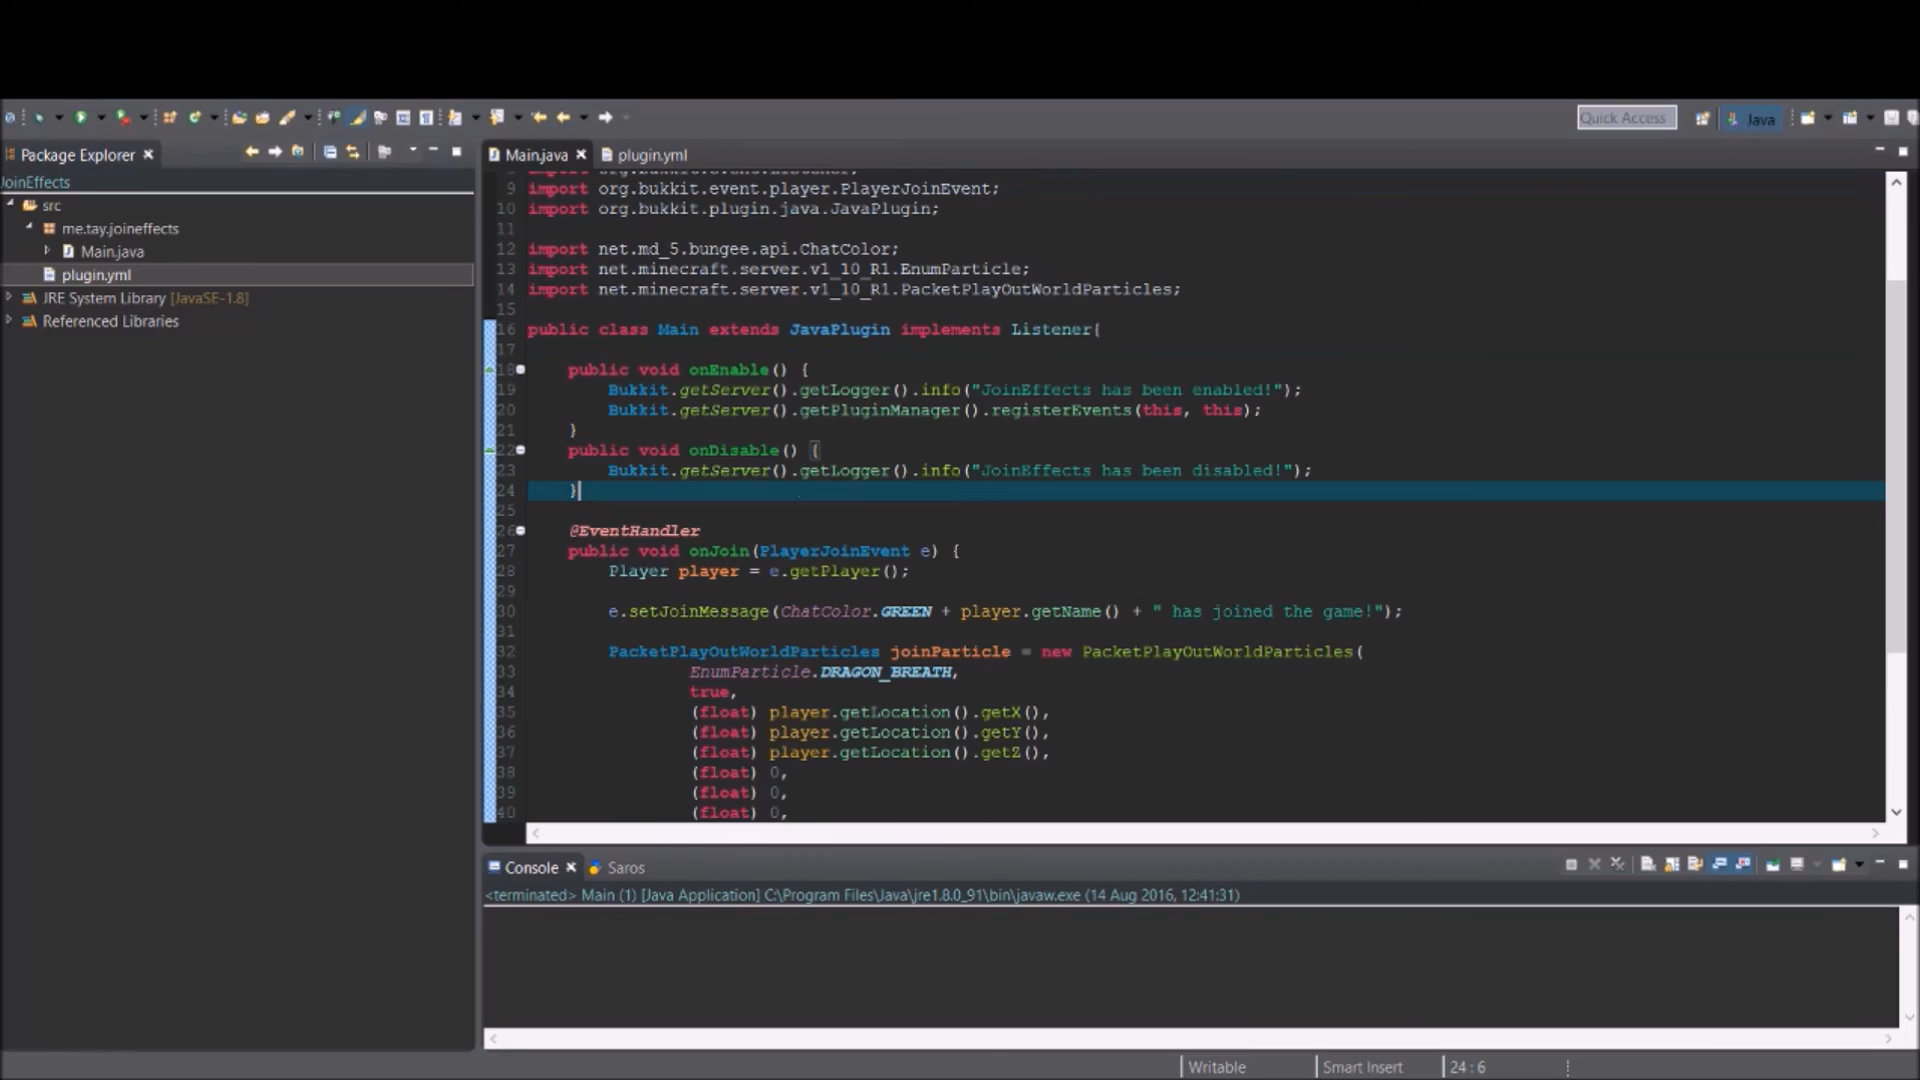 Quick Access
Java
Package Explorer
JoinEffects
src
me.tay.joineffects
Main.java
plugin.yml
JRE System Library [JavaSE-1.8]
Referenced Libraries
Main.java
plugin.yml
9 import org.bukkit.event.player.PlayerJoinEvent;
10 import org.bukkit.plugin.java.JavaPlugin;
11
12 import net.md_5.bungee.api.ChatColor;
13 import net.minecraft.server.v1_10_R1.EnumParticle;
14 import net.minecraft.server.v1_10_R1.PacketPlayOutWorldParticles;
15
16 public class Main extends JavaPlugin implements Listener{
17
18 public void onEnable() {
19 Bukkit.getServer().getLogger().info("JoinEffects has been enabled!");
20 Bukkit.getServer().getPluginManager().registerEvents(this, this);
21 }
22 public void onDisable() {
23 Bukkit.getServer().getLogger().info("JoinEffects has been disabled!");
24 }
25
26 @EventHandler
27 public void onJoin(PlayerJoinEvent e) {
28 Player player = e.getPlayer();
29
30 e.setJoinMessage(ChatColor.GREEN + player.getName() + " has joined the game!");
31
32 PacketPlayOutWorldParticles joinParticle = new PacketPlayOutWorldParticles(
33 EnumParticle.DRAGON_BREATH,
34 true,
35 (float) player.getLocation().getX(),
36 (float) player.getLocation().getY(),
37 (float) player.getLocation().getZ(),
38 (float) 0,
39 (float) 0,
40 (float) 0,
Console
Saros
<terminated> Main (1) [Java Application] C:\Program Files\Java\jre1.8.0_91\bin\javaw.exe (14 Aug 2016, 12:41:31)
Writable
Smart Insert
24 : 6